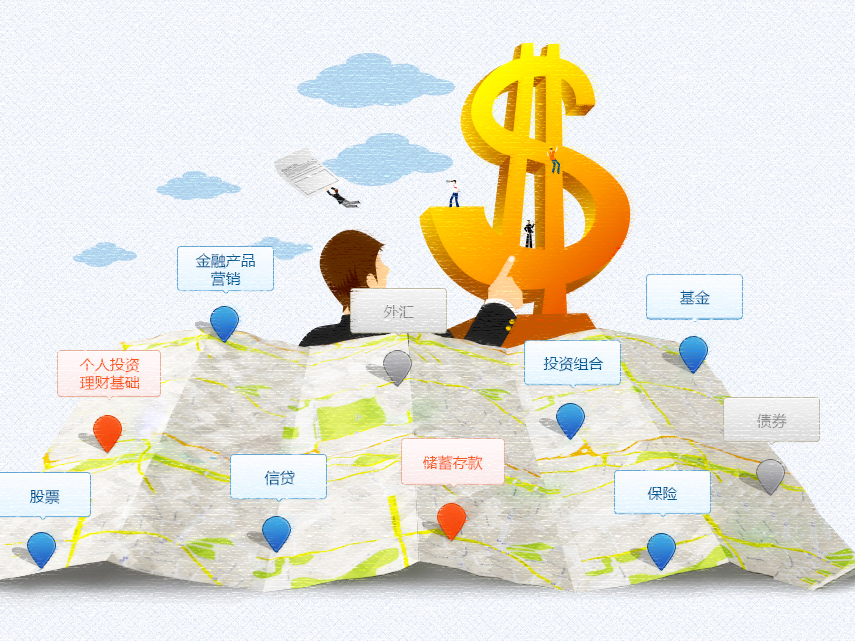 金融产品
营销
基金
外汇
个人投资
理财基础
投资组合
债券
储蓄存款
信贷
股票
保险